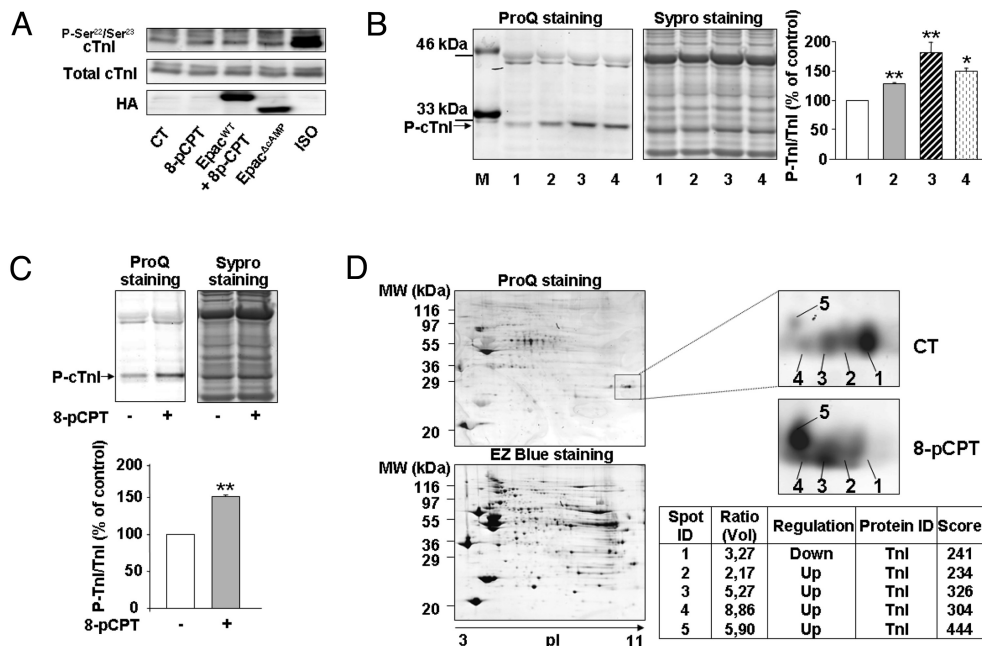 A
P-Ser22/Ser23
cTnI
Total cTnI
HA
CT
8-pCPT
EpacWT
+ 8p-CPT
EpacΔcAMP
ISO
B
ProQ staining
Sypro staining
46 kDa
33 kDa
P-cTnI
M 1 2 3 4
1 2 3 4
P-TnI/TnI (% of control)
200
150
100
50
0
** ** *
1 2 3 4
C
ProQ
staining
Sypro
staining
P-cTnI
8-pCPT - + - +
P-TnI/TnI (% of control)
200
150
100
50
0
**
8-pCPT - +
D
ProQ staining
MW (kDa)
116
97
55
36
29
20
EZ Blue staining
MW (kDa)
116
97
55
36
29
20
3 pI 11
5
4 3 2 1
CT
5
4 3 2 1
8-pCPT
Spot ID Ratio (Vol) Regulation Protein ID Score
1 3,27 Down TnI 241
2 2,17 Up TnI 234
3 5,27 Up TnI 326
4 8,86 Up TnI 304
5 5,90 Up TnI 444